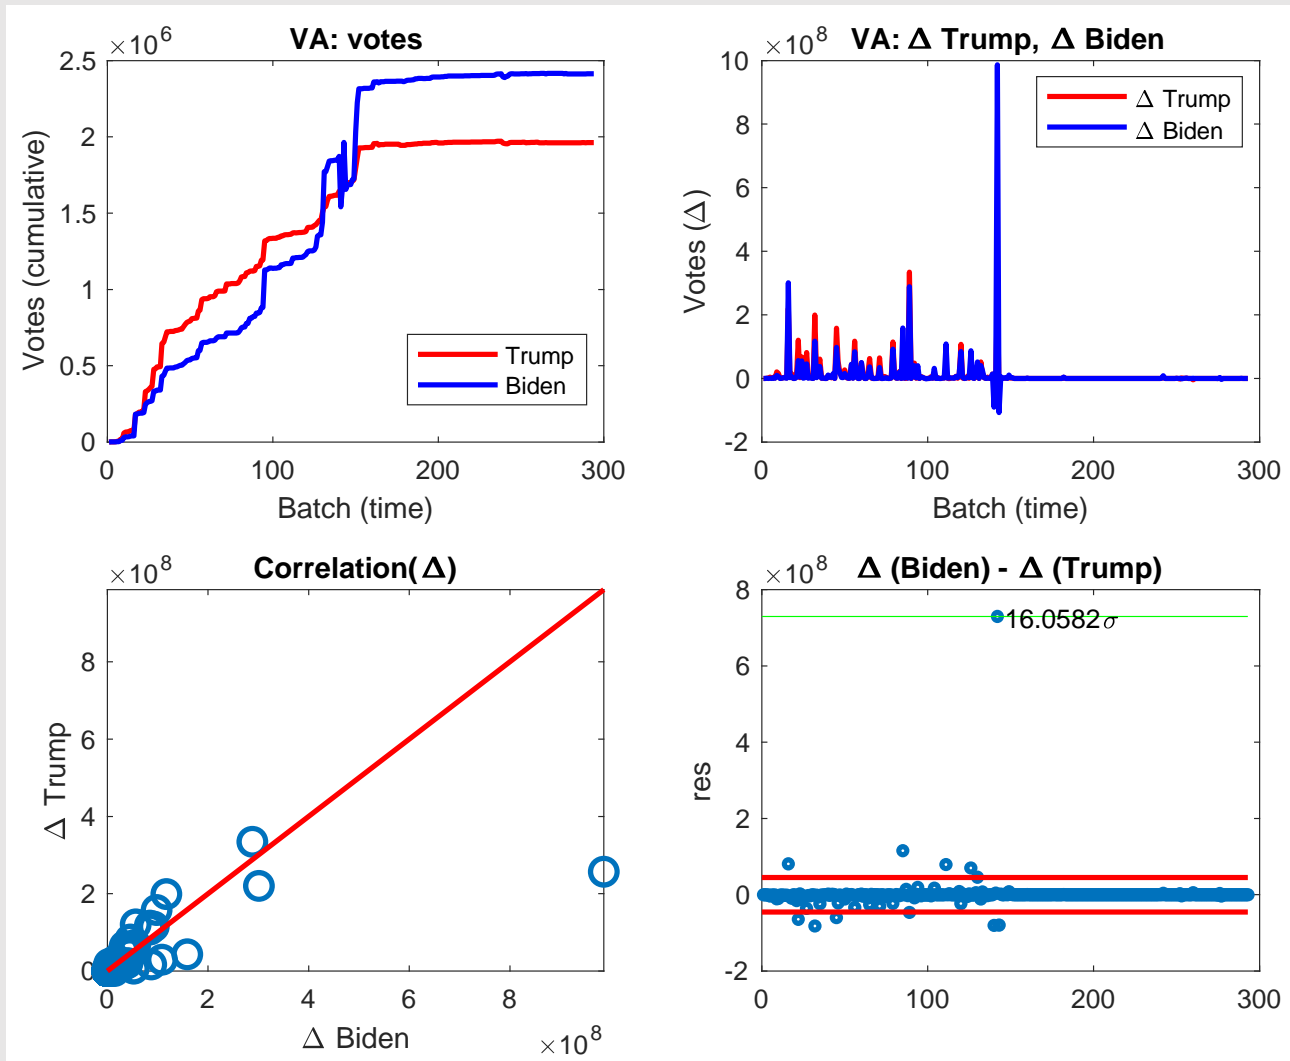 VA: votes
×10^6
2.5
2
1.5
1
0.5
0
0 100 200 300
Votes (cumulative)
Batch (time)
Trump
Biden
VA: Δ Trump, Δ Biden
×10^8
10
8
6
4
2
0
-2
0 100 200 300
Votes (Δ)
Batch (time)
Δ Trump
Δ Biden
Correlation(Δ)
×10^8
8
6
4
2
0
0 2 4 6 8
×10^8
Δ Trump
Δ Biden
Δ (Biden) - Δ (Trump)
×10^8
8
6
4
2
0
-2
0 100 200 300
res
16.0582σ